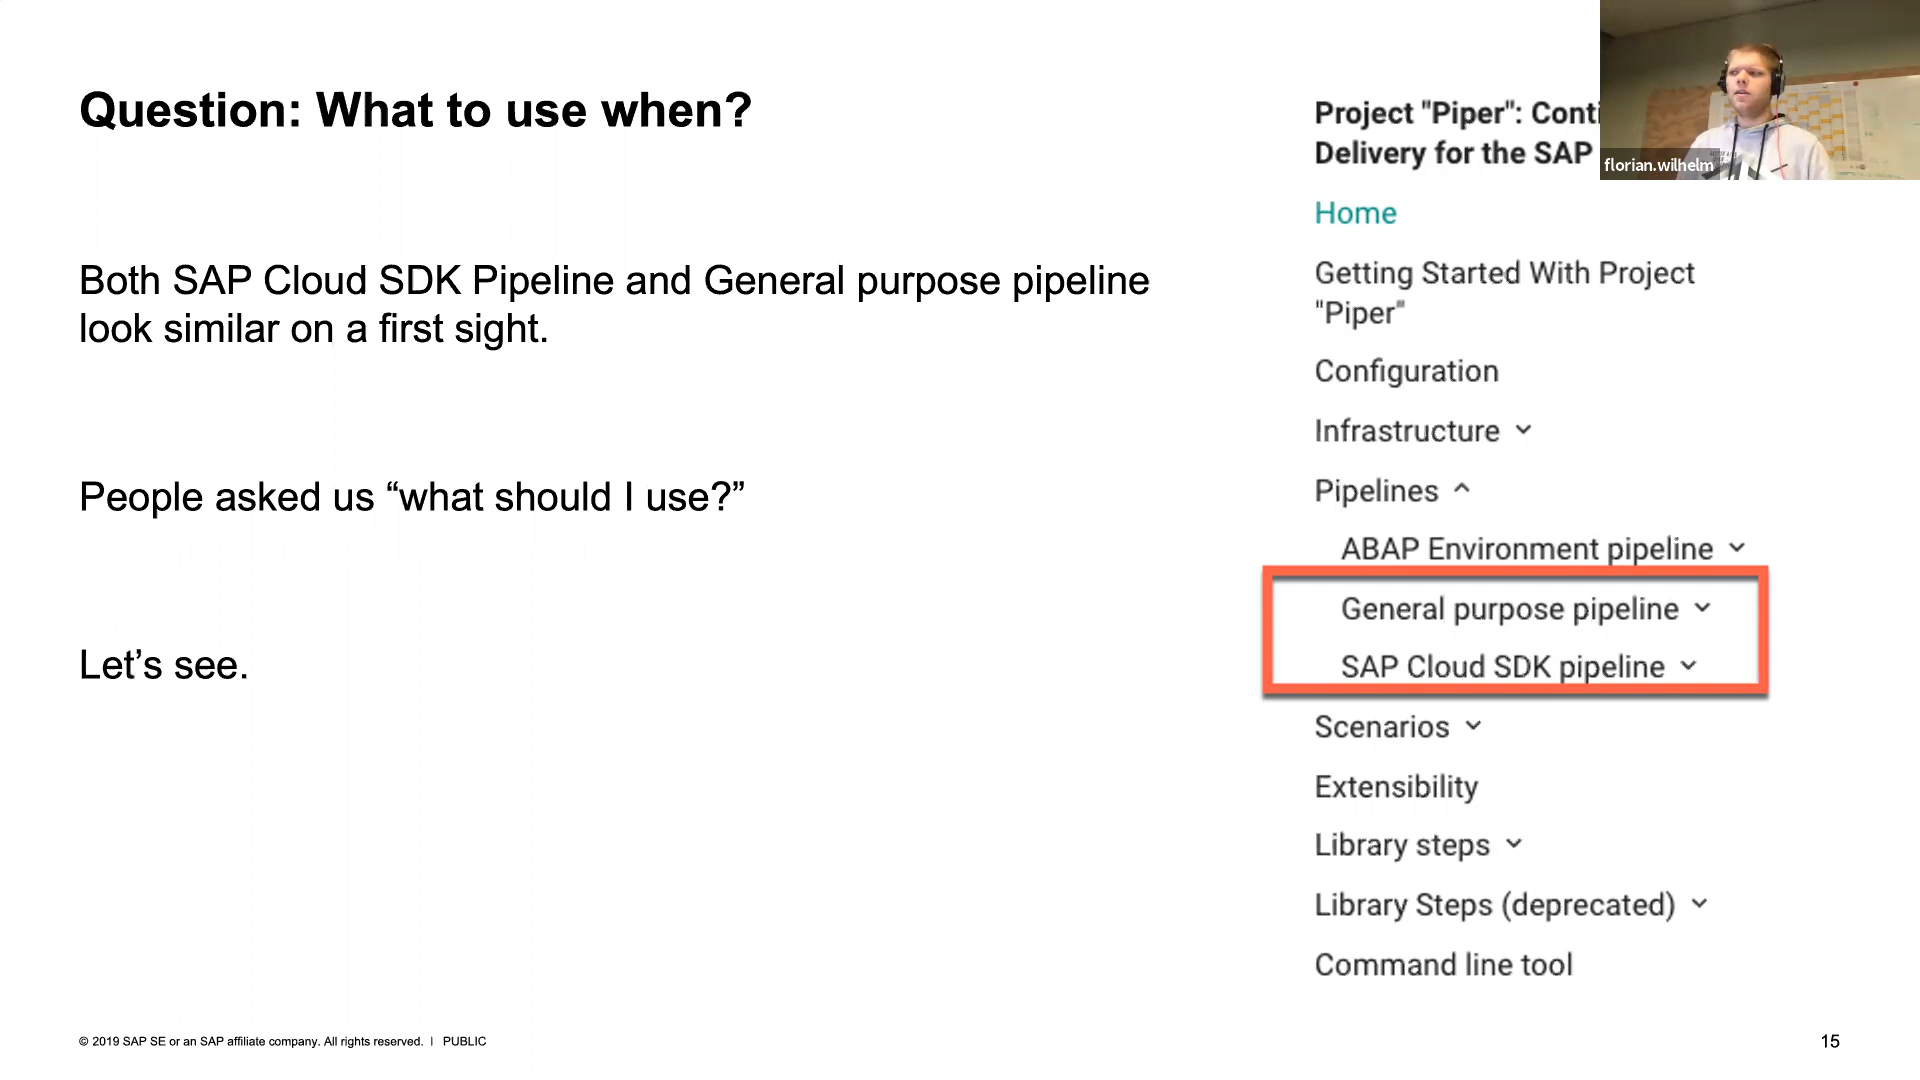 Question: What to use when?
Both SAP Cloud SDK Pipeline and General purpose pipeline
look similar on a first sight.
People asked us “what should I use?”
Let’s see.
Project "Piper": Conti
Delivery for the SAP
Home
Getting Started With Project
"Piper"
Configuration
Infrastructure
Pipelines
ABAP Environment pipeline
General purpose pipeline
SAP Cloud SDK pipeline
Scenarios
Extensibility
Library steps
Library Steps (deprecated)
Command line tool
florian.wilhelm
© 2019 SAP SE or an SAP affiliate company. All rights reserved. | PUBLIC
15